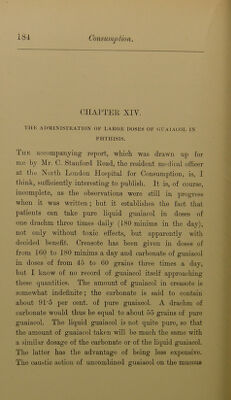 184
Consumption.
CHAPTER XIV.
THE ADMINISTRATION OF LARGE DOSES OF GUAIACOL IN
PHTHISIS.
The accompanying report, which was drawn up for
me by Mr. C. Stanford Read, the resident medical officer
at the North London Hospital for Consumption, is, I
think, sufficiently interesting to publish. It is, of course,
incomplete, as the observations were still in progress
when it was written; but it establishes the fact that
patients can take pure liquid guaiacol in doses of
one drachm three times daily (180 minims in the day),
not only without toxic effects, but apparently with
decided benefit. Creasote has been given in doses of
from 160 to 180 minims a day and carbonate of guaiacol
in doses of from 45 to 60 grains three times a day,
but I know of no record of guaiacol itself approaching
these quantities. The amount of guaiacol in creasote is
somewhat indefinite; the carbonate is said to contain
about 91·5 per cent. of pure guaiacol. A drachm of
carbonate would thus be equal to about 55 grains of pure
guaiacol. The liquid guaiacol is not quite pure, so that
the amount of guaiacol taken will be much the same with
a similar dosage of the carbonate or of the liquid guaiacol.
The latter has the advantage of being less expensive.
The caustic action of uncombined guaiacol on the mucous